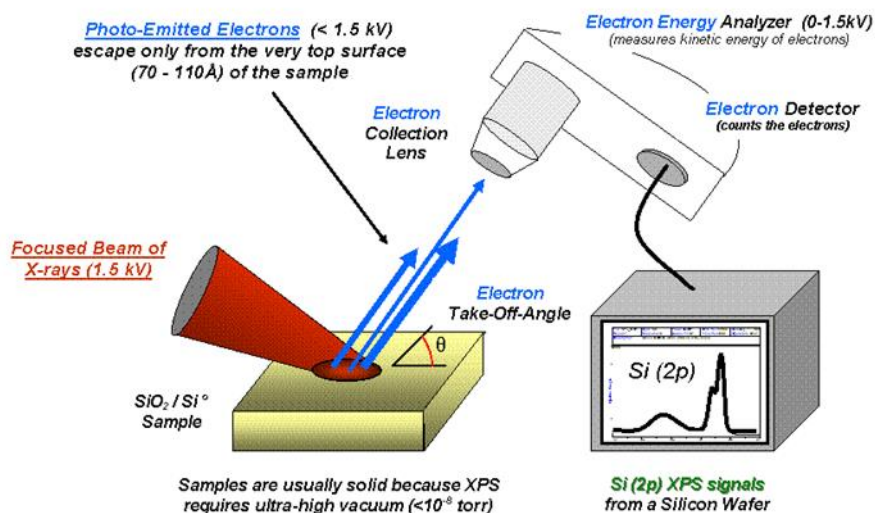 Photo-Emitted Electrons (< 1.5 kV)
escape only from the very top surface
(70 - 110Å) of the sample
Electron Energy Analyzer (0-1.5kV)
(measures kinetic energy of electrons)
Electron Detector
(counts the electrons)
Electron
Collection
Lens
Focused Beam of
X-rays (1.5 kV)
Electron
Take-Off-Angle
θ
SiO₂ / Si°
Sample
Si (2p)
Samples are usually solid because XPS
requires ultra-high vacuum (<10⁻⁸ torr)
Si (2p) XPS signals
from a Silicon Wafer